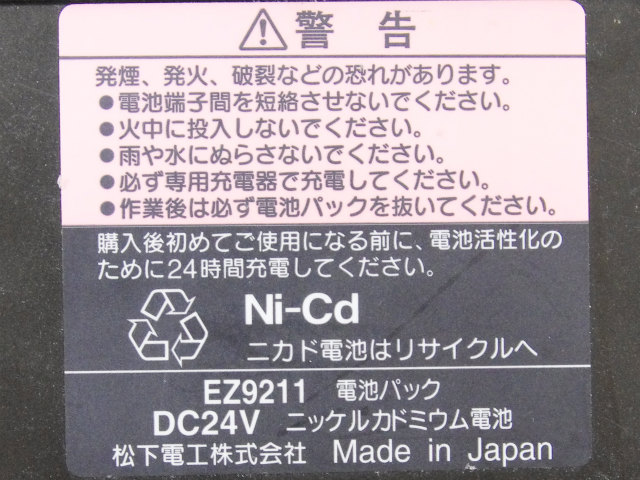 ⚠警告
発煙、発火、破裂などの恐れがあります。
●電池端子間を短絡させないでください。
●火中に投入しないでください。
●雨や水にぬらさないでください。
●必ず専用充電器で充電してください。
●作業後は必ず電池パックを抜いてください。
購入後初めてご使用になる前に、電池活性化の
ために24時間充電してください。
Ni-Cd
ニカド電池はリサイクルへ
EZ9211 電池パック
DC24V ニッケルカドミウム電池
松下電工株式会社 Made in Japan